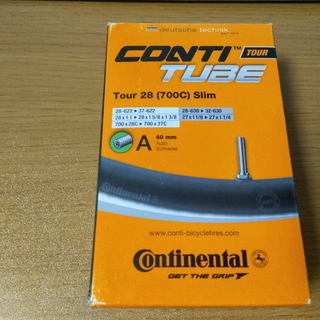 deutsche technik
CONTI™ TOUR
TUBE
Tour 28 (700C) Slim
28-622 ▸ 37-622
28-630 ▸ 32-630
28 x 1.1 ▸ 28 x 1 5/8 x 1 3/8
27 x 1 1/8 ▸ 27 x 1 1/4
700 x 28C ▸ 700 x 37C
A
40 mm
Auto
Schrader
Continental
www.conti-bicycletires.com
Continental
GET THE GRIP